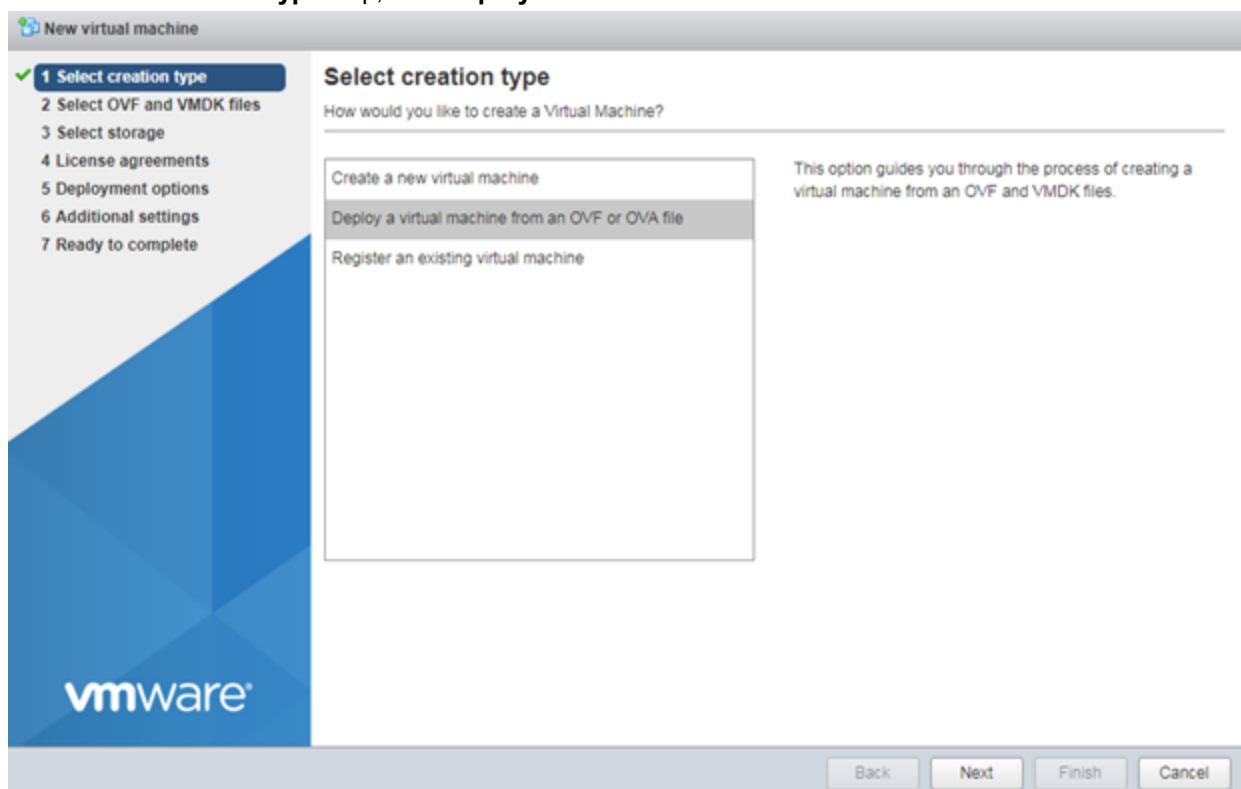 New virtual machine
1 Select creation type
2 Select OVF and VMDK files
3 Select storage
4 License agreements
5 Deployment options
6 Additional settings
7 Ready to complete
Select creation type
How would you like to create a Virtual Machine?
Create a new virtual machine
Deploy a virtual machine from an OVF or OVA file
Register an existing virtual machine
This option guides you through the process of creating a
virtual machine from an OVF and VMDK files.
vmware®
Back Next Finish Cancel